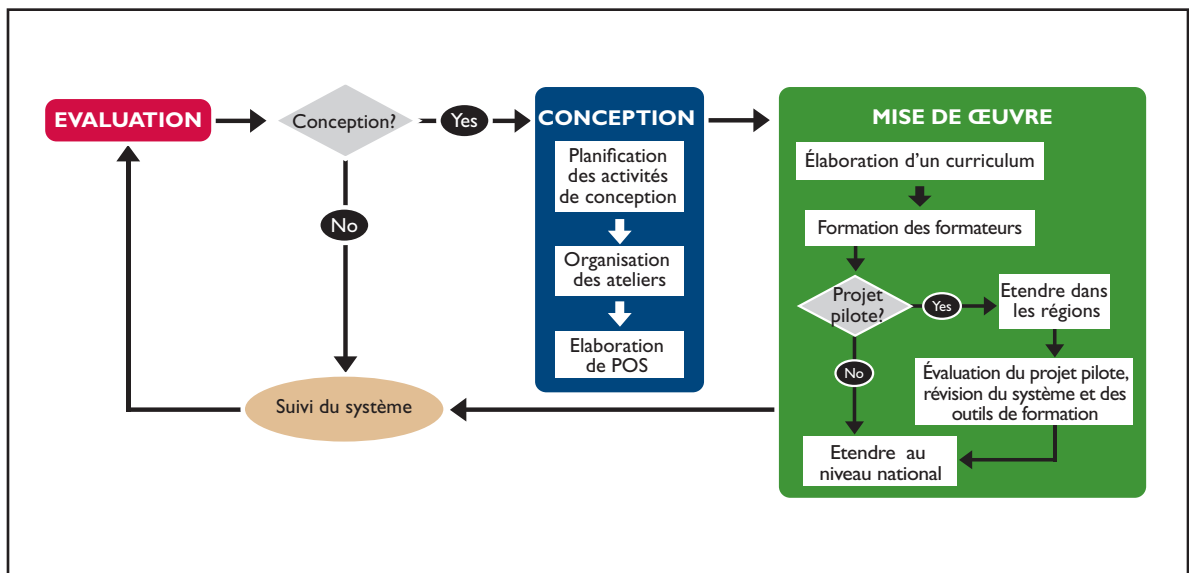 EVALUATION
Conception?
Yes
No
CONCEPTION
Planification
des activités
de conception
Organisation
des ateliers
Elaboration
de POS
MISE DE ŒUVRE
Élaboration d’un curriculum
Formation des formateurs
Projet
pilote?
Yes
Etendre dans
les régions
No
Évaluation du projet pilote,
révision du système et des
outils de formation
Etendre au
niveau national
Suivi du système